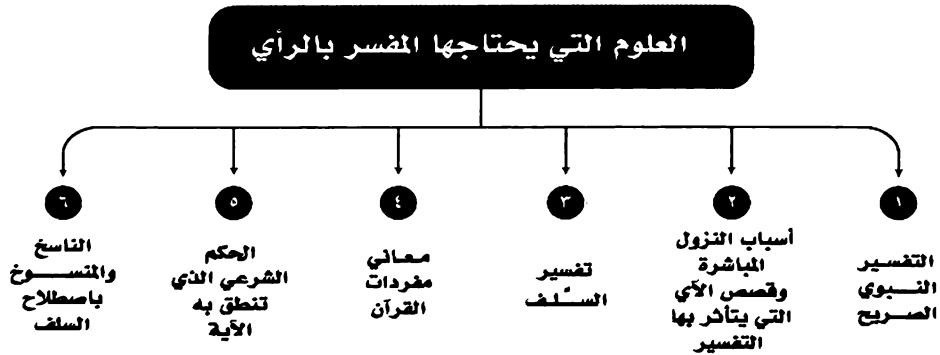 العلوم التي يحتاجها المفسر بالرأي
١
التفسير
النبوي
الصريح
٢
أسباب النزول
المباشرة
وقصص الآي
التي يتأثر بها
التفسير
٣
تفسير
السلف
٤
معاني
مفردات
القرآن
٥
الحكم
الشرعي الذي
تنطق به
الآية
٦
الناسخ
والمنسوخ
باصطلاح
السلف